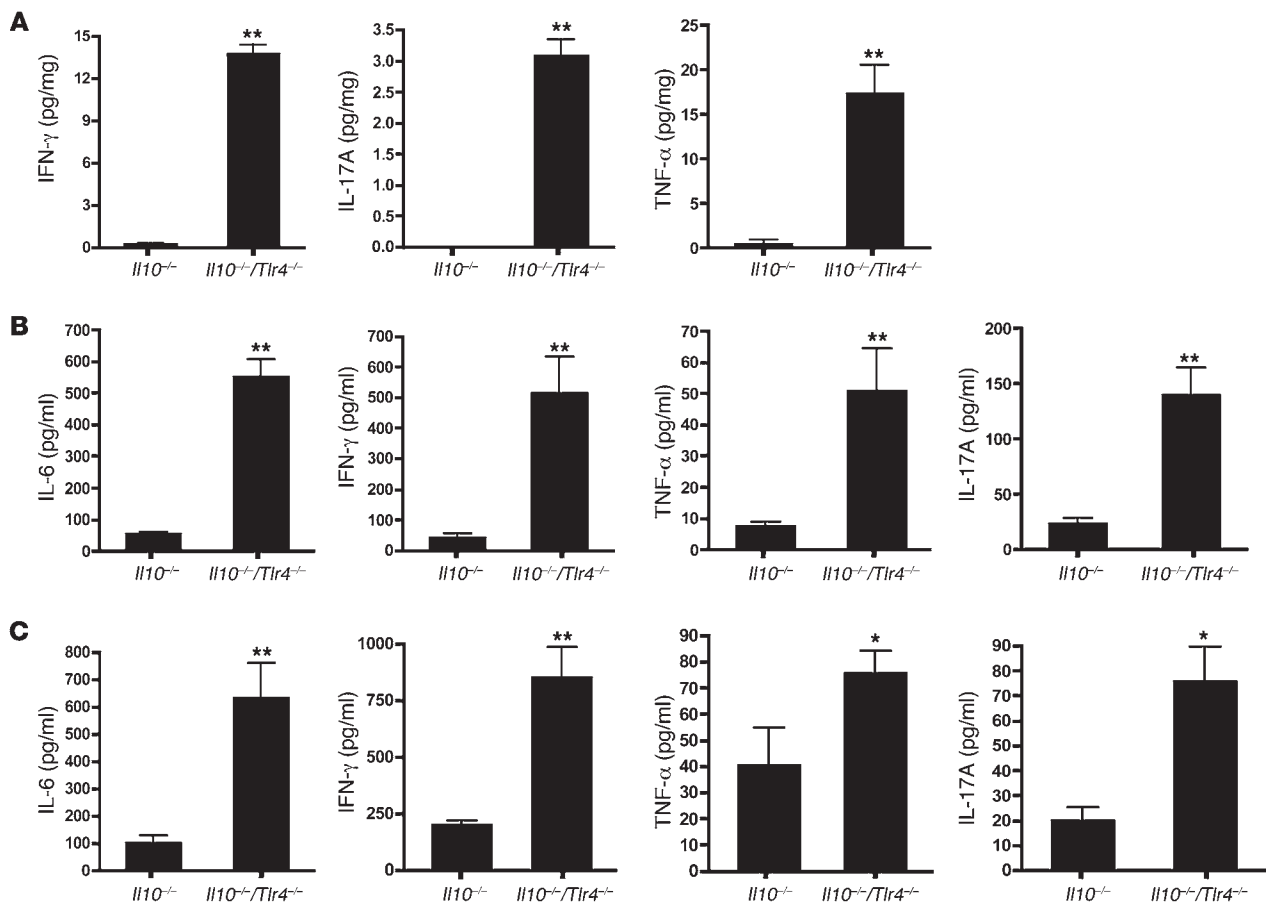 A
IFN-γ (pg/mg)
15
12
9
6
3
0
**
Il10–/–
Il10–/–/Tlr4–/–
IL-17A (pg/mg)
3.5
3.0
2.5
2.0
1.5
1.0
0.5
0.0
**
Il10–/–
Il10–/–/Tlr4–/–
TNF-α (pg/mg)
25
20
15
10
5
0
**
Il10–/–
Il10–/–/Tlr4–/–
B
IL-6 (pg/ml)
700
600
500
400
300
200
100
0
**
Il10–/–
Il10–/–/Tlr4–/–
IFN-γ (pg/ml)
700
600
500
400
300
200
100
0
**
Il10–/–
Il10–/–/Tlr4–/–
TNF-α (pg/ml)
70
60
50
40
30
20
10
0
**
Il10–/–
Il10–/–/Tlr4–/–
IL-17A (pg/ml)
200
150
100
50
0
**
Il10–/–
Il10–/–/Tlr4–/–
C
IL-6 (pg/ml)
800
700
600
500
400
300
200
100
0
**
Il10–/–
Il10–/–/Tlr4–/–
IFN-γ (pg/ml)
1000
750
500
250
0
**
Il10–/–
Il10–/–/Tlr4–/–
TNF-α (pg/ml)
90
80
70
60
50
40
30
20
10
0
*
Il10–/–
Il10–/–/Tlr4–/–
IL-17A (pg/ml)
90
80
70
60
50
40
30
20
10
0
*
Il10–/–
Il10–/–/Tlr4–/–